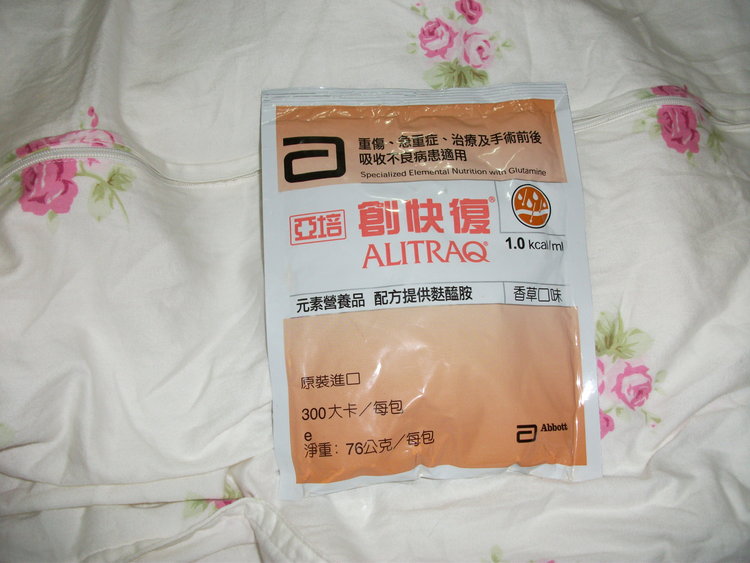 重傷、急重症、治療及手術前後
吸收不良病患適用
Specialized Elemental Nutrition with Glutamine
亞培 創快復®
ALITRAQ®
1.0 kcal/ml
元素營養品 配方提供麩醯胺
香草口味
原裝進口
300大卡／每包
e
淨重: 76公克／每包
Abbott